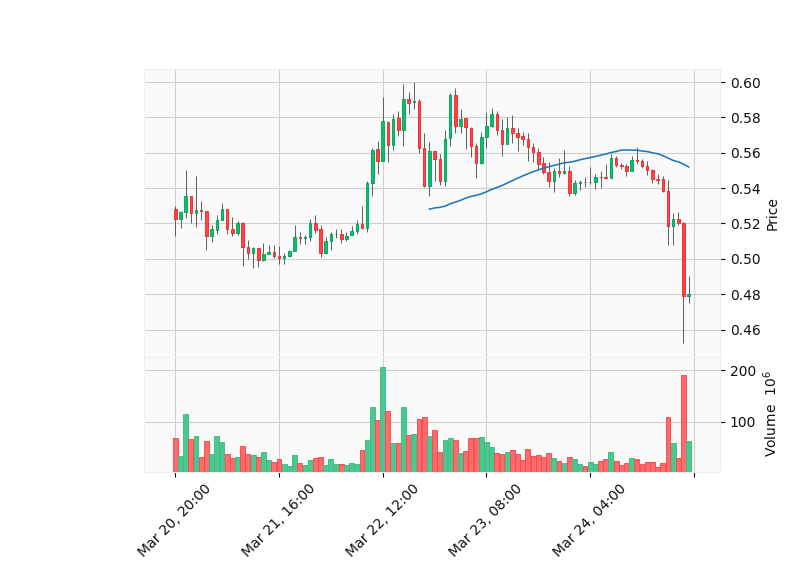 0.60
0.58
0.56
0.54
0.52
0.50
0.48
0.46
Price
200
100
Volume 10^6
Mar 20, 20:00
Mar 21, 16:00
Mar 22, 12:00
Mar 23, 08:00
Mar 24, 04:00